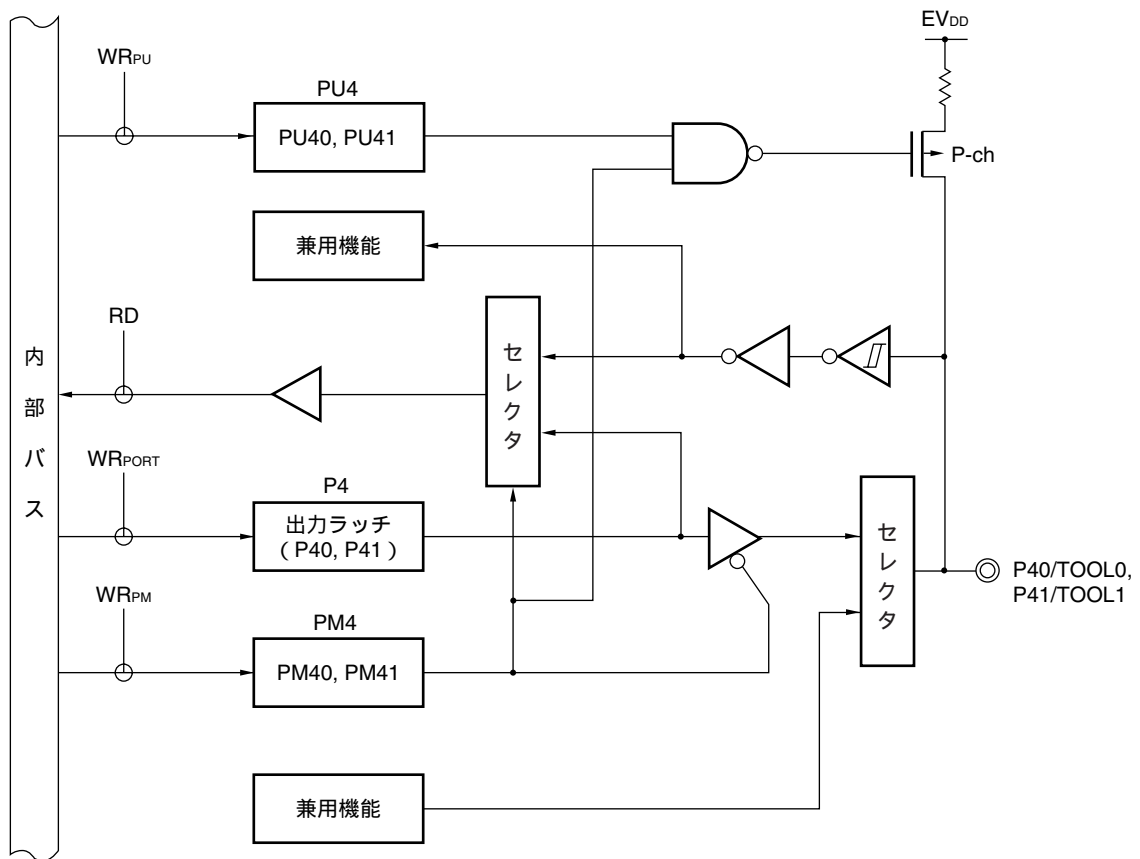 EVDD
WRPU
PU4
PU40, PU41
P-ch
兼用機能
RD
セレクタ
内部バス
WRPORT
P4
出力ラッチ
(P40, P41)
セレクタ
P40/TOOL0,
P41/TOOL1
WRPM
PM4
PM40, PM41
兼用機能